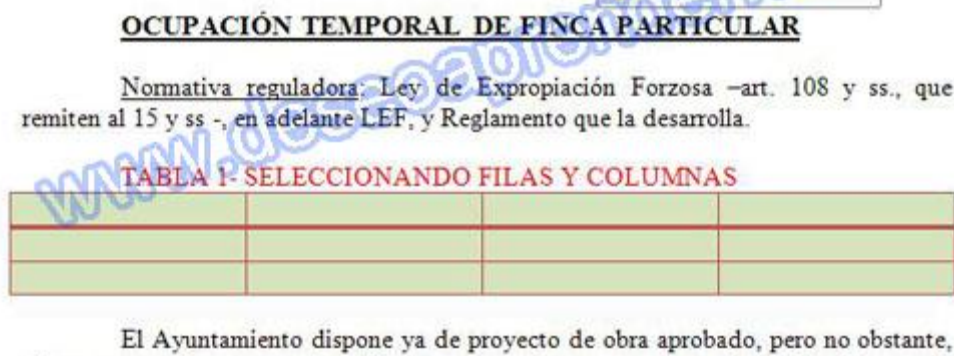 OCUPACIÓN TEMPORAL DE FINCA PARTICULAR
Normativa reguladora: Ley de Expropiación Forzosa –art. 108 y ss., que
remiten al 15 y ss -, en adelante LEF, y Reglamento que la desarrolla.
TABLA 1- SELECCIONANDO FILAS Y COLUMNAS
El Ayuntamiento dispone ya de proyecto de obra aprobado, pero no obstante,